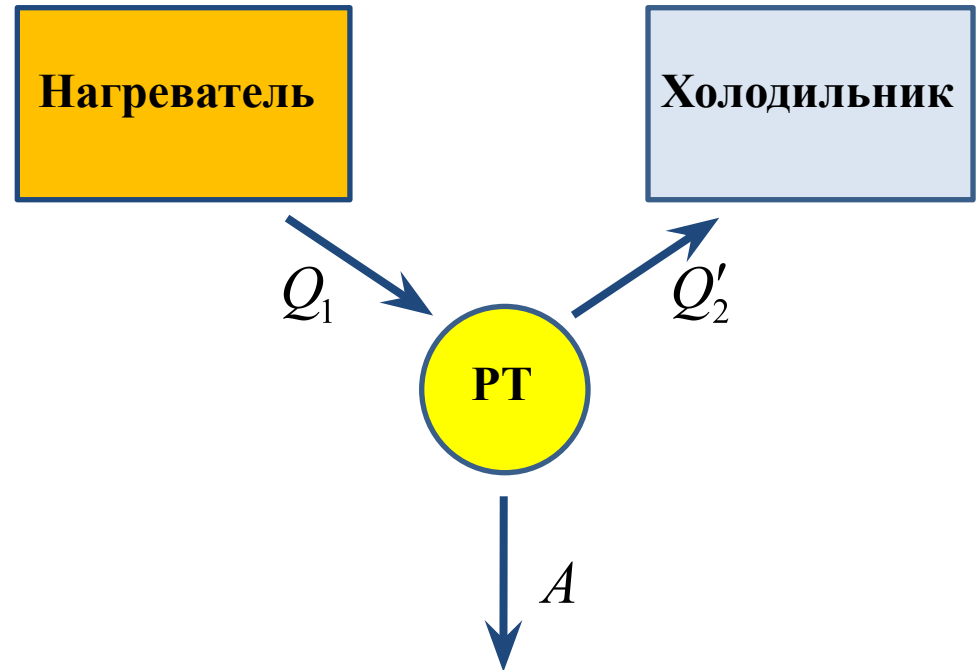 Нагреватель
Холодильник
Q₁
Q′₂
РТ
A